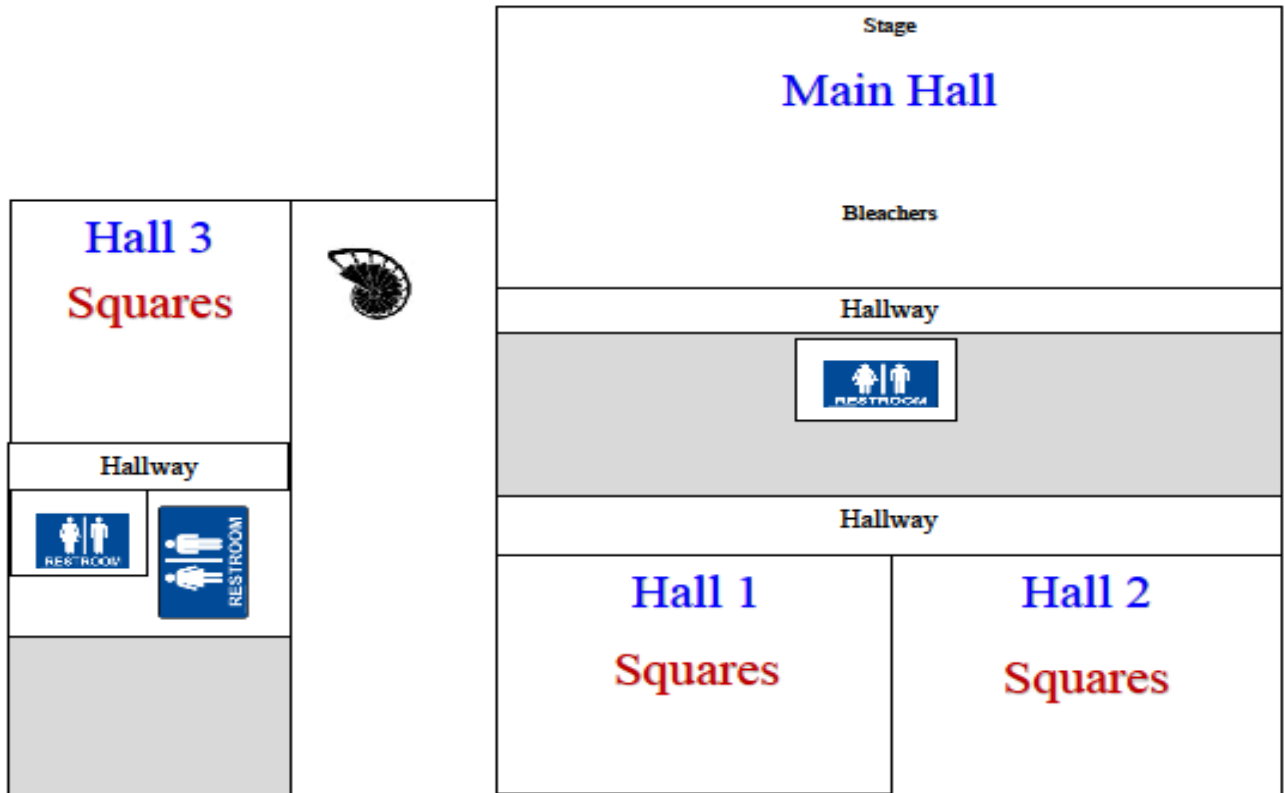 Stage
Main Hall
Bleachers
Hallway
RESTROOM
Hallway
Hall 1
Squares
Hall 2
Squares
Hall 3
Squares
Hallway
RESTROOM
RESTROOM